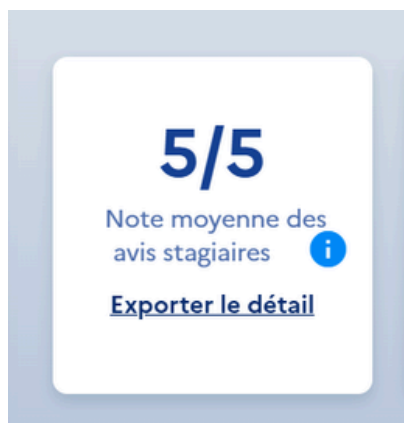 5/5
Note moyenne des
avis stagiaires i
Exporter le détail